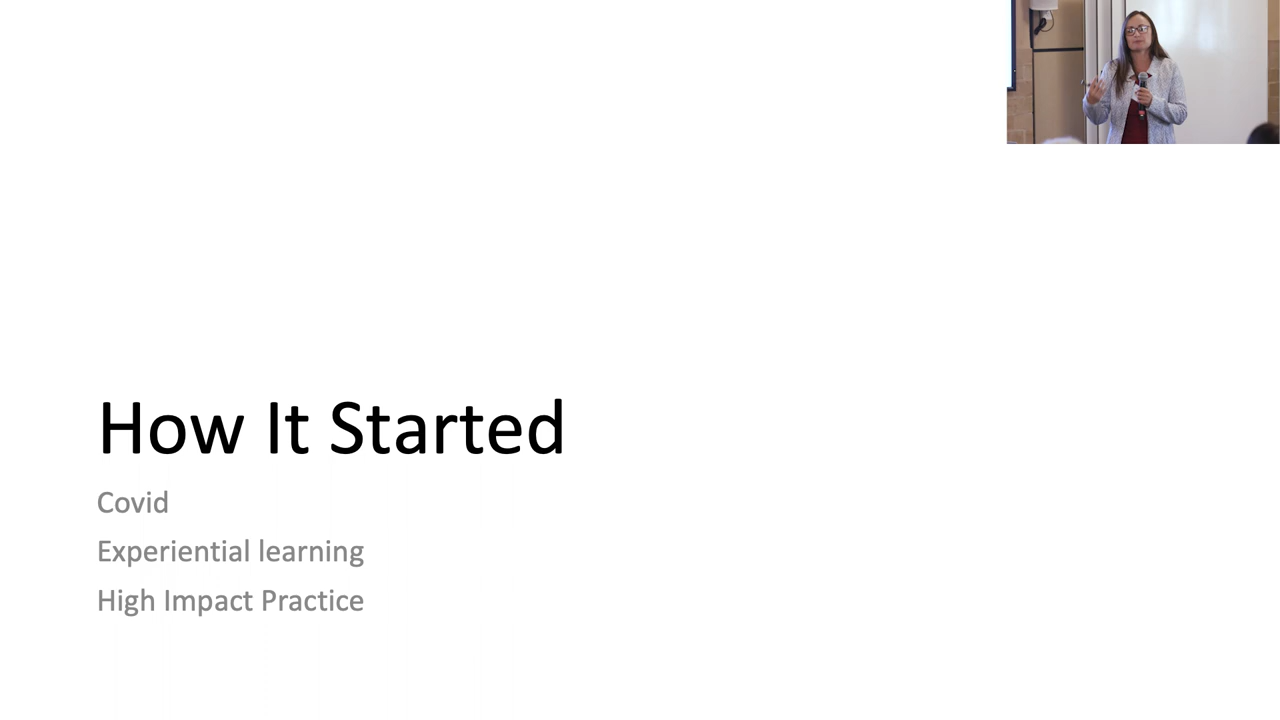 How It Started
Covid
Experiential learning
High Impact Practice